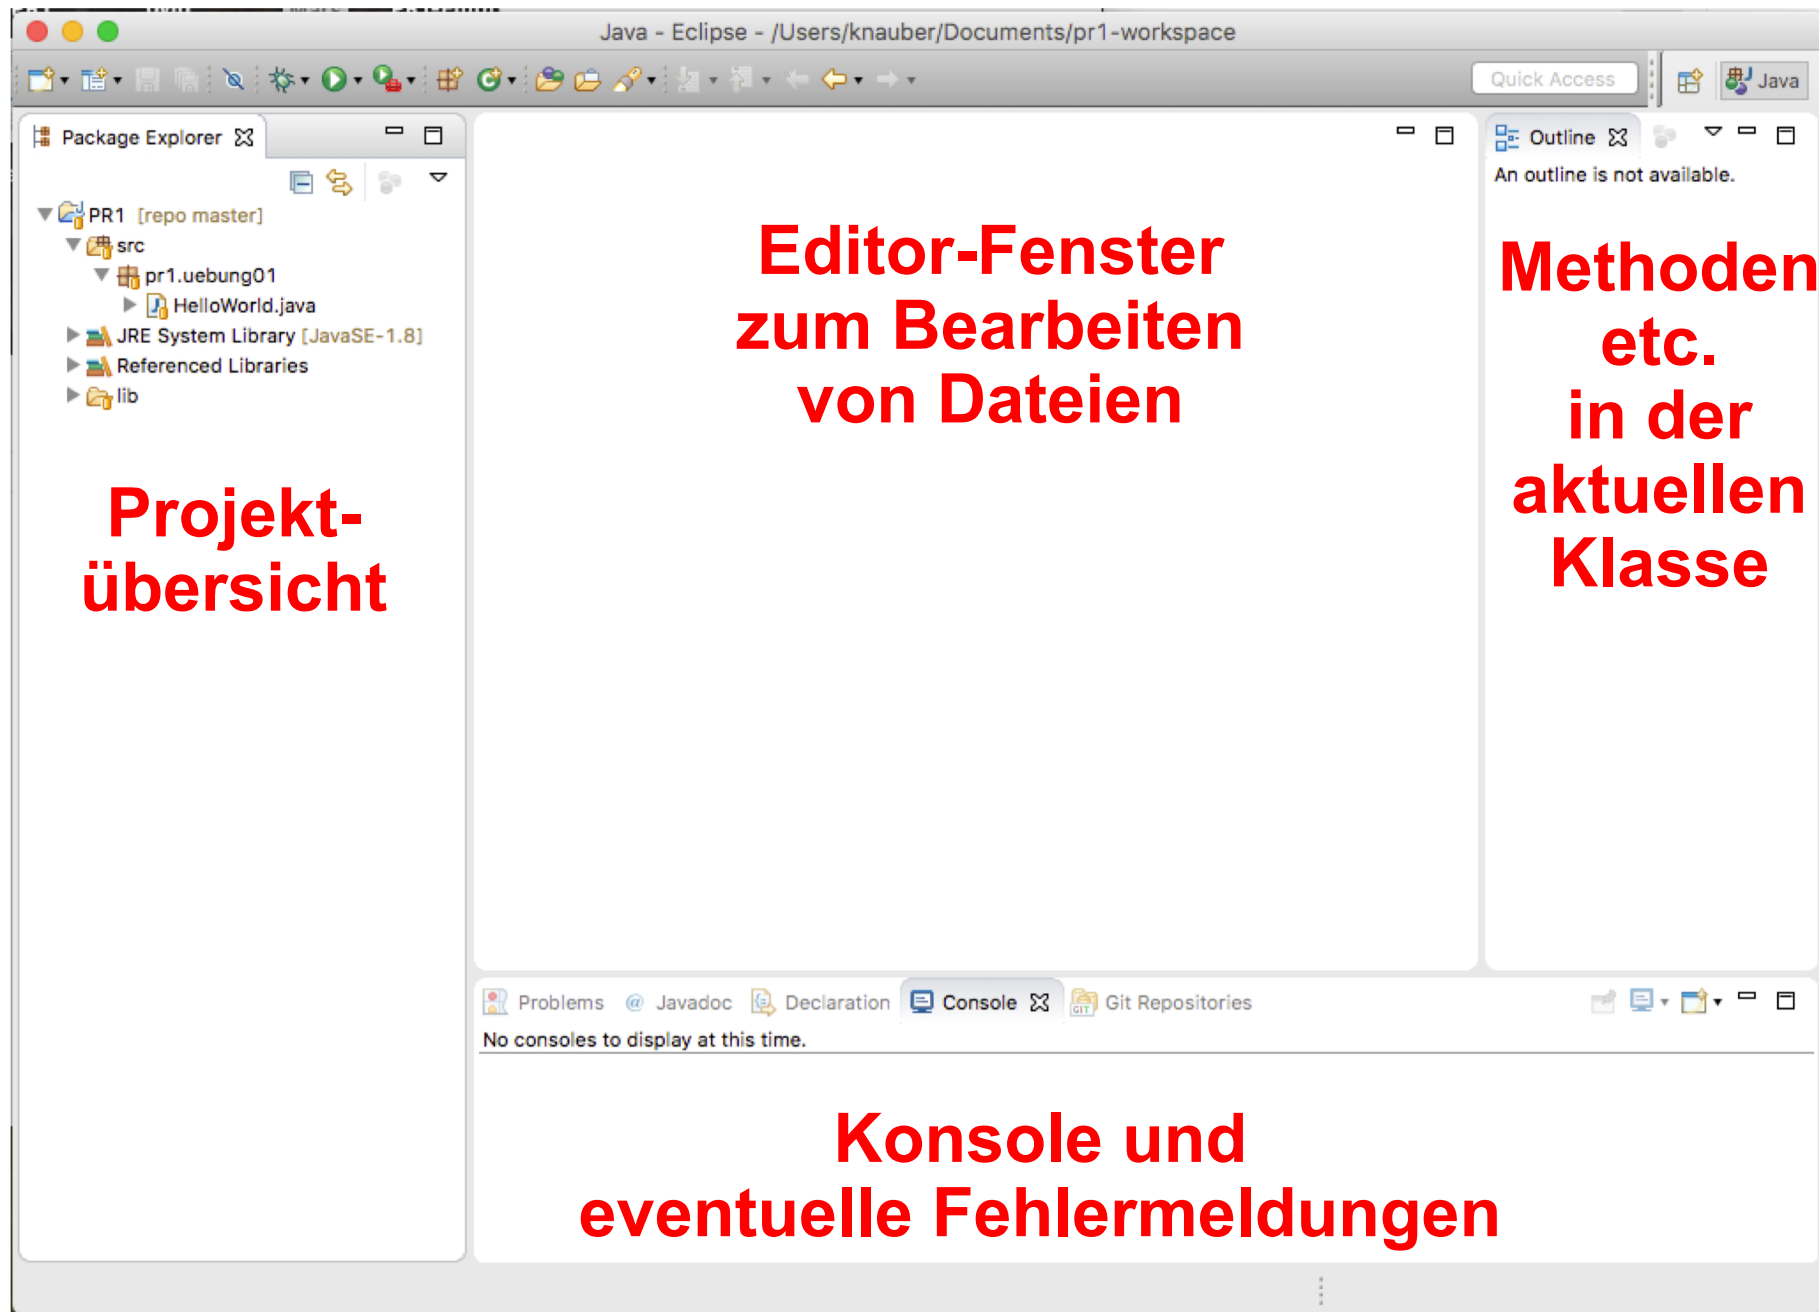 Java - Eclipse - /Users/knauber/Documents/pr1-workspace
Quick Access
Java
Package Explorer
PR1 [repo master]
src
pr1.uebung01
HelloWorld.java
JRE System Library [JavaSE-1.8]
Referenced Libraries
lib
Projekt-
übersicht
Editor-Fenster
zum Bearbeiten
von Dateien
Outline
An outline is not available.
Methoden
etc.
in der
aktuellen
Klasse
Problems
@ Javadoc
Declaration
Console
GIT
Git Repositories
No consoles to display at this time.
Konsole und
eventuelle Fehlermeldungen